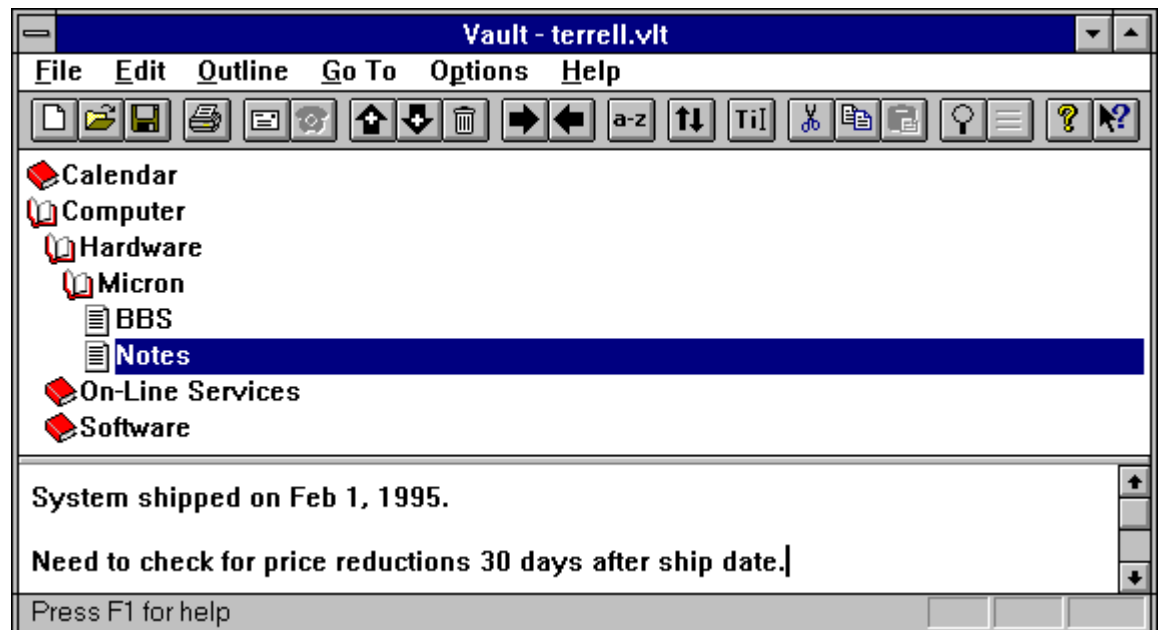 Vault - terrell.vlt
File Edit Outline Go To Options Help
a-z TiI ? ?
Calendar
Computer
Hardware
Micron
BBS
Notes
On-Line Services
Software
System shipped on Feb 1, 1995.
Need to check for price reductions 30 days after ship date.
Press F1 for help